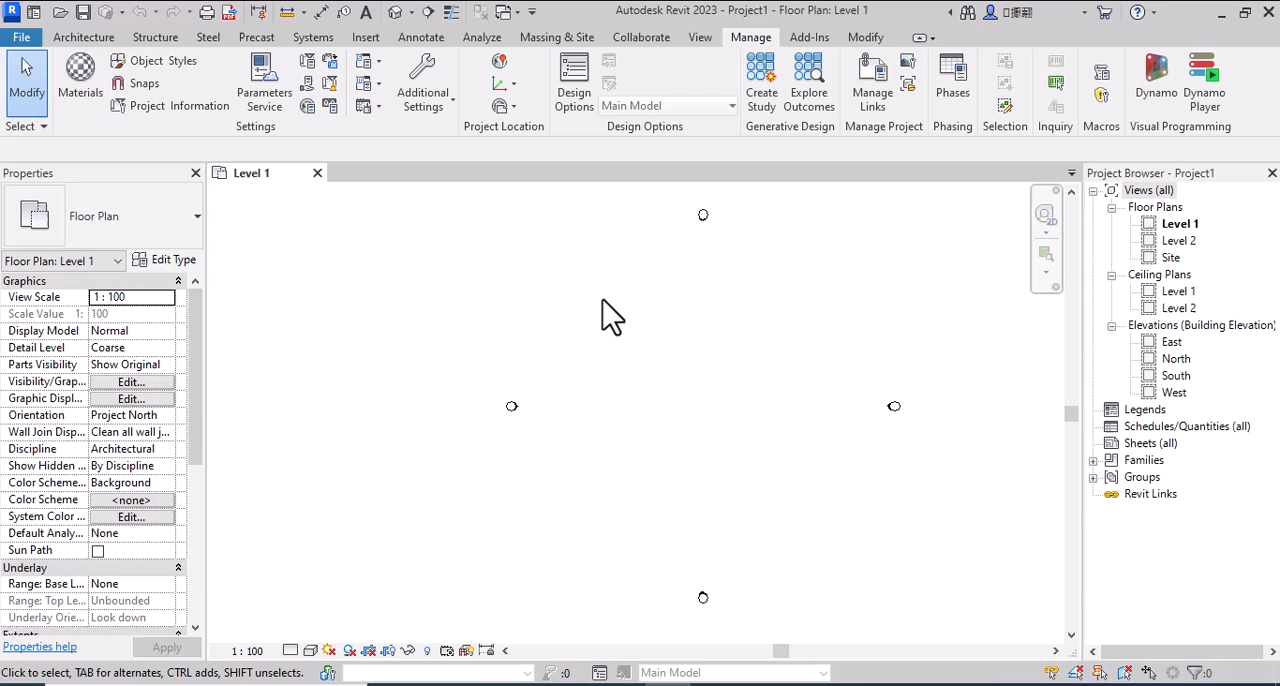 Autodesk Revit 2023 - Project1 - Floor Plan: Level 1
File Architecture Structure Steel Precast Systems Insert Annotate Analyze Massing & Site Collaborate View Manage Add-Ins Modify
Modify
Materials
Object Styles
Snaps
Project Information
Parameters
Service
Additional
Settings
Design
Options
Main Model
Create
Study
Explore
Outcomes
Manage
Links
Phases
Dynamo
Dynamo
Player
Select Settings Project Location Design Options Generative Design Manage Project Phasing Selection Inquiry Macros Visual Programming
Properties
Floor Plan
Floor Plan: Level 1 Edit Type
Graphics
View Scale 1 : 100
Scale Value 1: 100
Display Model Normal
Detail Level Coarse
Parts Visibility Show Original
Visibility/Grap... Edit...
Graphic Displ... Edit...
Orientation Project North
Wall Join Disp... Clean all wall j...
Discipline Architectural
Show Hidden ... By Discipline
Color Scheme... Background
Color Scheme <none>
System Color ... Edit...
Default Analy... None
Sun Path
Underlay
Range: Base L... None
Range: Top Le... Unbounded
Underlay Orie... Look down
Extents
Properties help Apply
Level 1
2D
1 : 100
Project Browser - Project1
Views (all)
Floor Plans
Level 1
Level 2
Site
Ceiling Plans
Level 1
Level 2
Elevations (Building Elevation)
East
North
South
West
Legends
Schedules/Quantities (all)
Sheets (all)
Families
Groups
Revit Links
Click to select, TAB for alternates, CTRL adds, SHIFT unselects. :0 Main Model :0